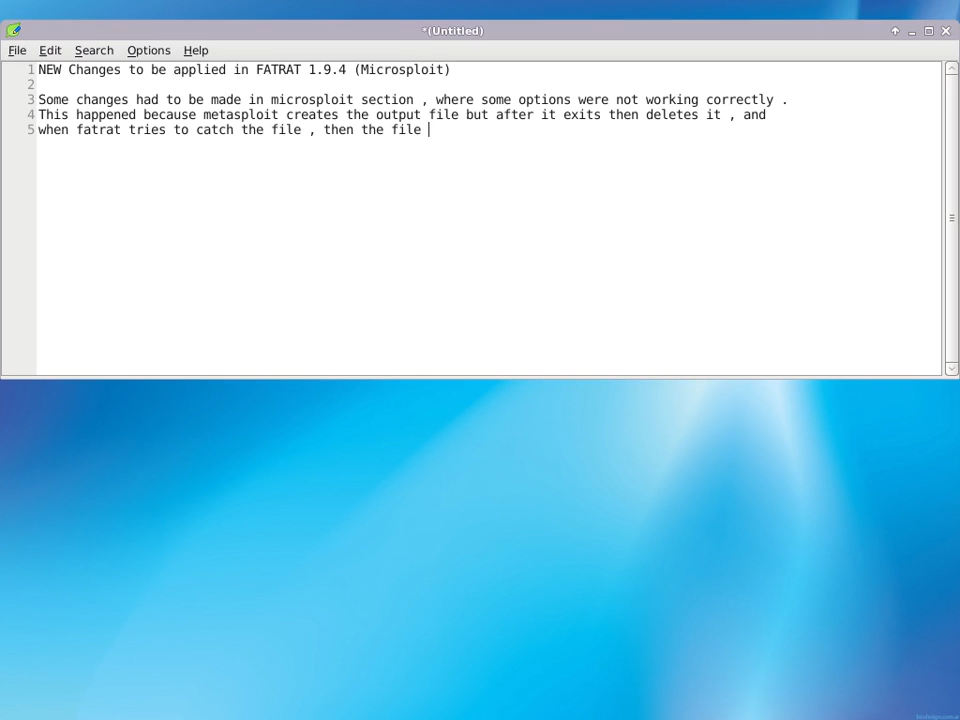 *(Untitled)
File Edit Search Options Help
1 NEW Changes to be applied in FATRAT 1.9.4 (Microsploit)
2
3 Some changes had to be made in microsploit section , where some options were not working correctly .
4 This happened because metasploit creates the output file but after it exits then deletes it , and
5 when fatrat tries to catch the file , then the file